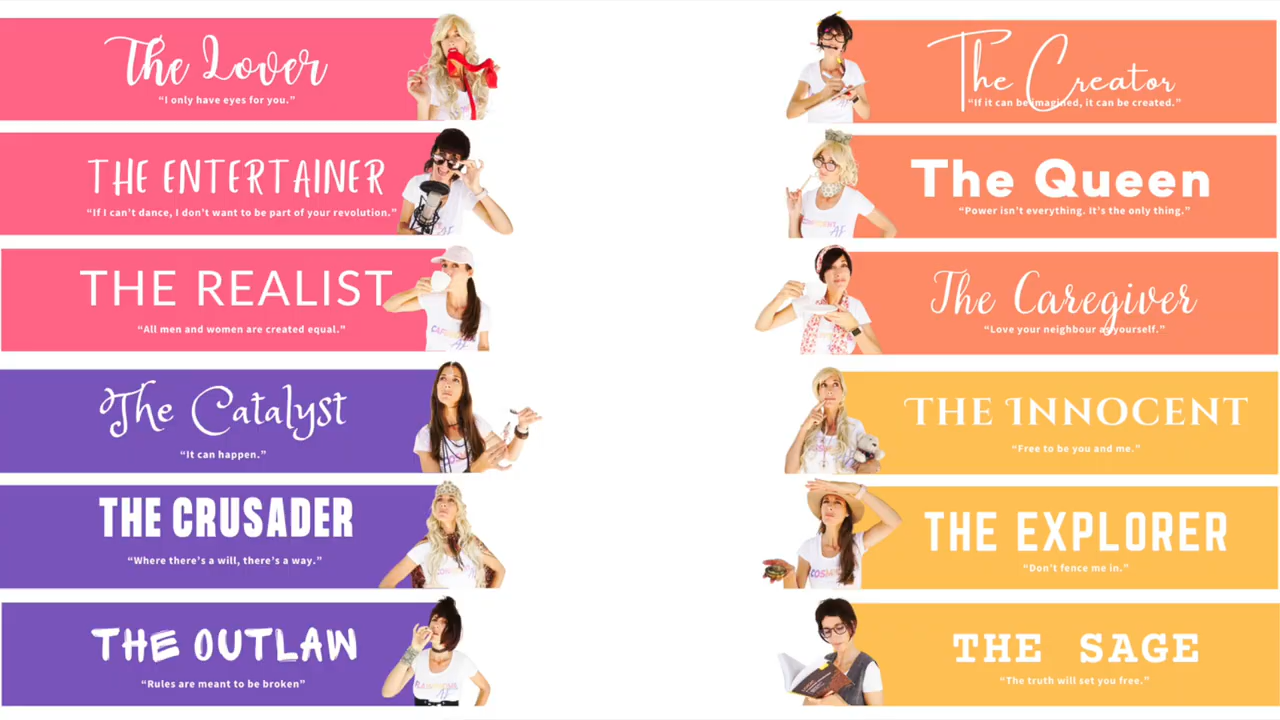 The Lover
“I only have eyes for you.”
THE ENTERTAINER
“If I can’t dance, I don’t want to be part of your revolution.”
THE REALIST
“All men and women are created equal.”
The Catalyst
“It can happen.”
THE CRUSADER
“Where there’s a will, there’s a way.”
THE OUTLAW
“Rules are meant to be broken”
The Creator
“If it can be imagined, it can be created.”
The Queen
“Power isn’t everything. It’s the only thing.”
The Caregiver
“Love your neighbour as yourself.”
THE INNOCENT
“Free to be you and me.”
THE EXPLORER
“Don’t fence me in.”
THE SAGE
“The truth will set you free.”